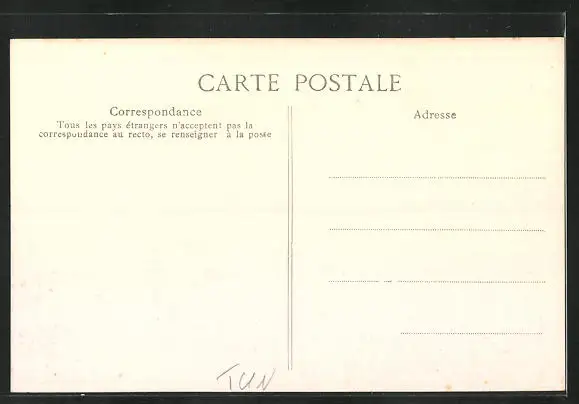 CARTE POSTALE
Correspondance
Tous les pays étrangers n'acceptent pas la
correspondance au recto, se renseigner à la poste
Adresse
TUN